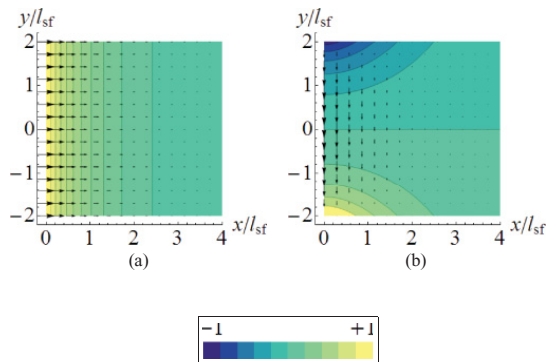 y/l_sf y/l_sf
2 2
1 1
0 0
−1 −1
−2 −2
0 1 2 3 4 x/l_sf 0 1 2 3 4 x/l_sf
(a) (b)
−1 +1